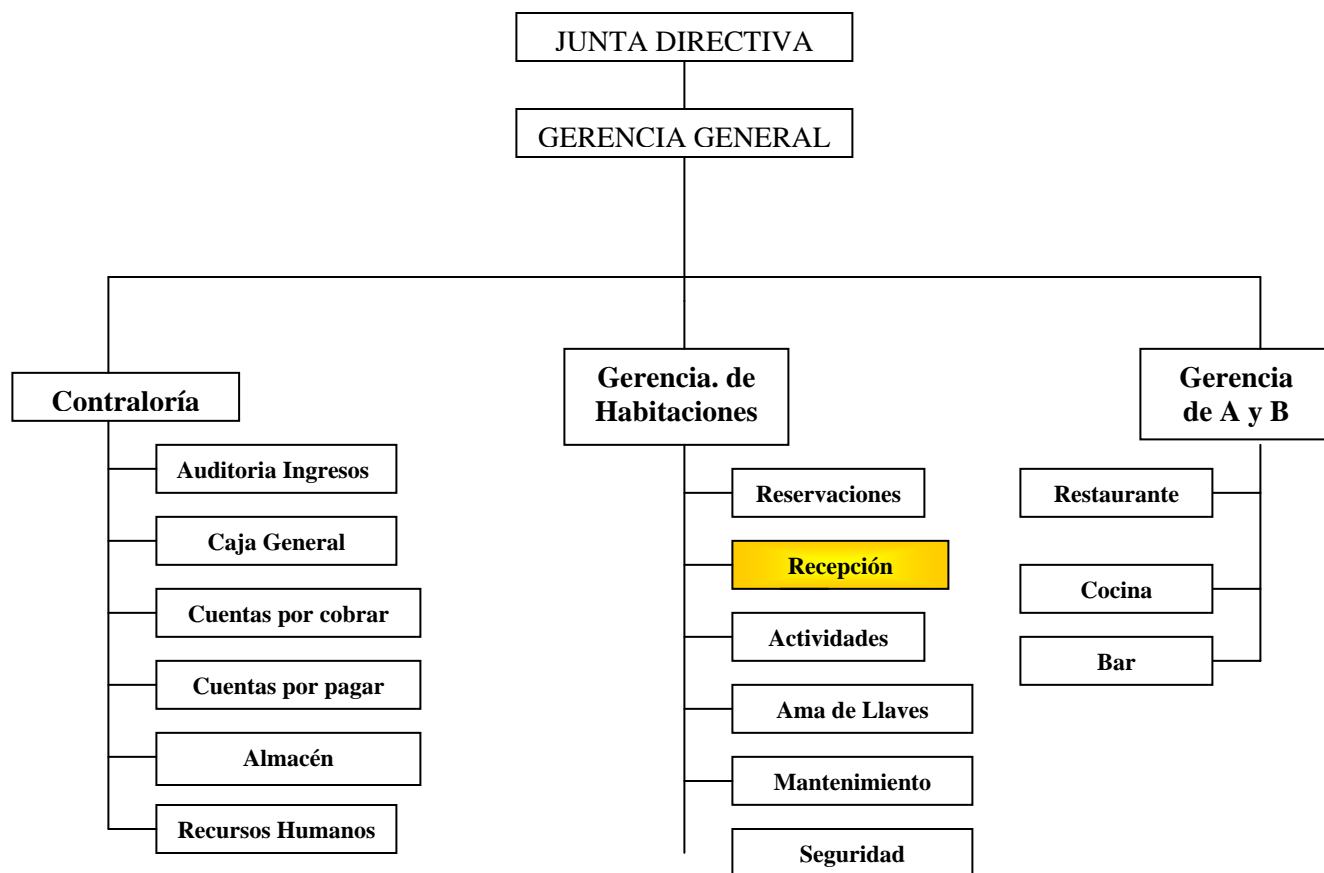 JUNTA DIRECTIVA
GERENCIA GENERAL
Contraloría
Auditoria Ingresos
Caja General
Cuentas por cobrar
Cuentas por pagar
Almacén
Recursos Humanos
Gerencia. de
Habitaciones
Reservaciones
Recepción
Actividades
Ama de Llaves
Mantenimiento
Seguridad
Gerencia
de A y B
Restaurante
Cocina
Bar